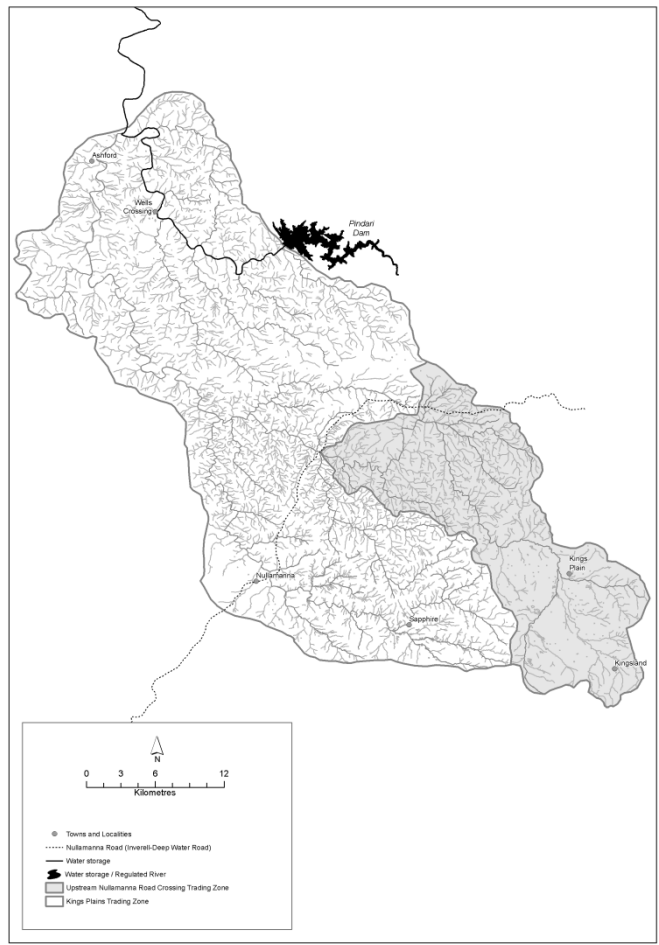 Ashford
Wells
Crossing
Pindari
Dam
Kings
Plain
Nullamanna
Sapphire
Kingsland
N
0 3 6 12
Kilometres
Towns and Localities
Nullamanna Road (Inverell-Deep Water Road)
Water storage
Water storage / Regulated River
Upstream Nullamanna Road Crossing Trading Zone
Kings Plains Trading Zone